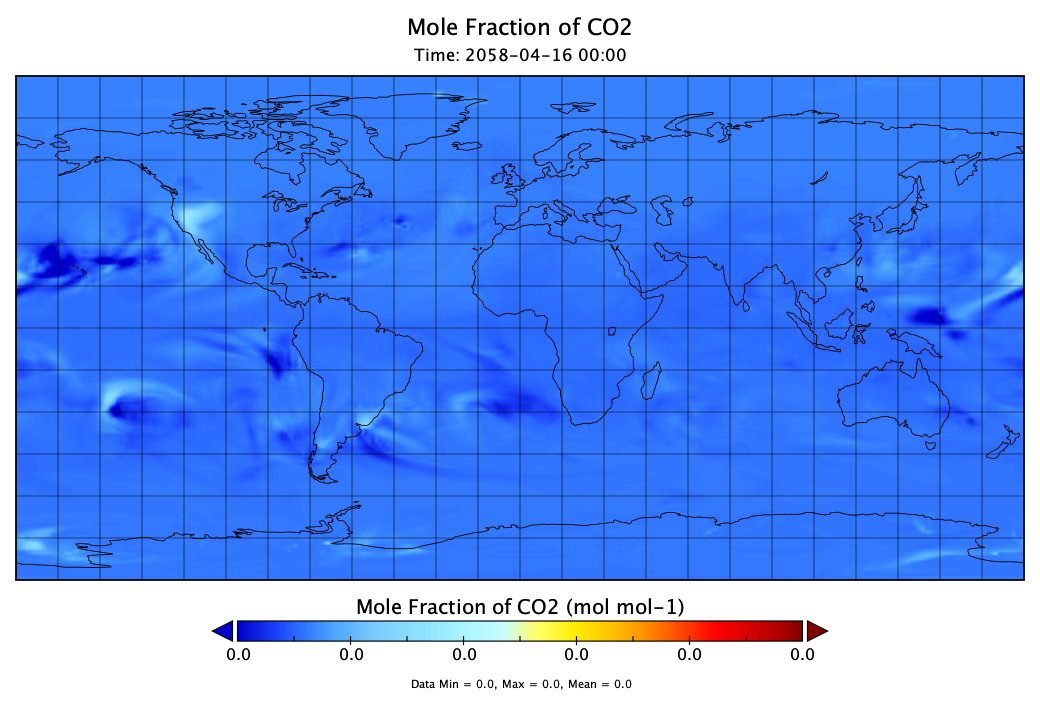 Mole Fraction of CO2
Time: 2058-04-16 00:00
Mole Fraction of CO2 (mol mol-1)
0.0 0.0 0.0 0.0 0.0 0.0
Data Min = 0.0, Max = 0.0, Mean = 0.0